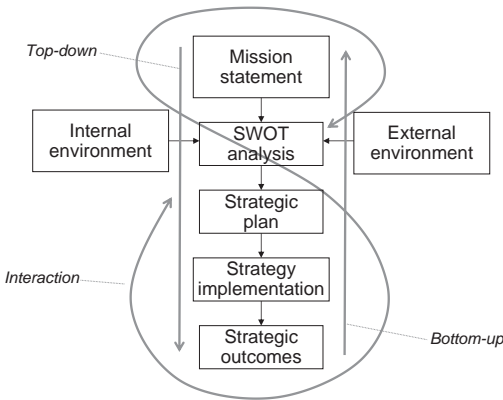 Top-down
Mission
statement
Internal
environment
SWOT
analysis
External
environment
Strategic
plan
Interaction
Strategy
implementation
Strategic
outcomes
Bottom-up